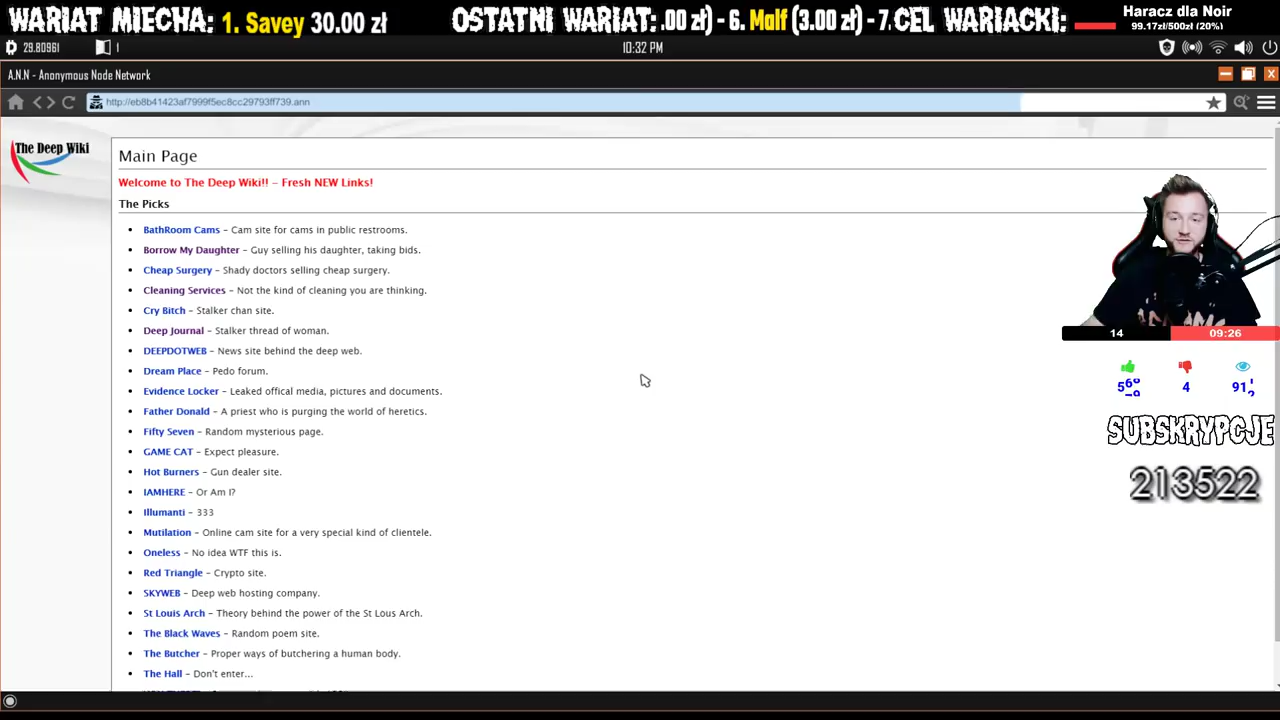 WARIAT MIECHA: 1. Savey 30.00 zł
OSTATNI WARIAT: .00 zł) - 6. Malf (3.00 zł) - 7.
CEL WARIACKI:
Haracz dla Noir
99.17zł/500zł (20%)
29.80961
1
10:32 PM
A.N.N - Anonymous Node Network
http://eb8b41423af7999f5ec8cc29793ff739.ann
The Deep Wiki
Main Page
Welcome to The Deep Wiki!! - Fresh NEW Links!
The Picks
BathRoom Cams - Cam site for cams in public restrooms.
Borrow My Daughter - Guy selling his daughter, taking bids.
Cheap Surgery - Shady doctors selling cheap surgery.
Cleaning Services - Not the kind of cleaning you are thinking.
Cry Bitch - Stalker chan site.
Deep Journal - Stalker thread of woman.
DEEPDOTWEB - News site behind the deep web.
Dream Place - Pedo forum.
Evidence Locker - Leaked offical media, pictures and documents.
Father Donald - A priest who is purging the world of heretics.
Fifty Seven - Random mysterious page.
GAME CAT - Expect pleasure.
Hot Burners - Gun dealer site.
IAMHERE - Or Am I?
Illumanti - 333
Mutilation - Online cam site for a very special kind of clientele.
Oneless - No idea WTF this is.
Red Triangle - Crypto site.
SKYWEB - Deep web hosting company.
St Louis Arch - Theory behind the power of the St Lous Arch.
The Black Waves - Random poem site.
The Butcher - Proper ways of butchering a human body.
The Hall - Don't enter...
14
09:26
4
SUBSKRYPCJE
213522